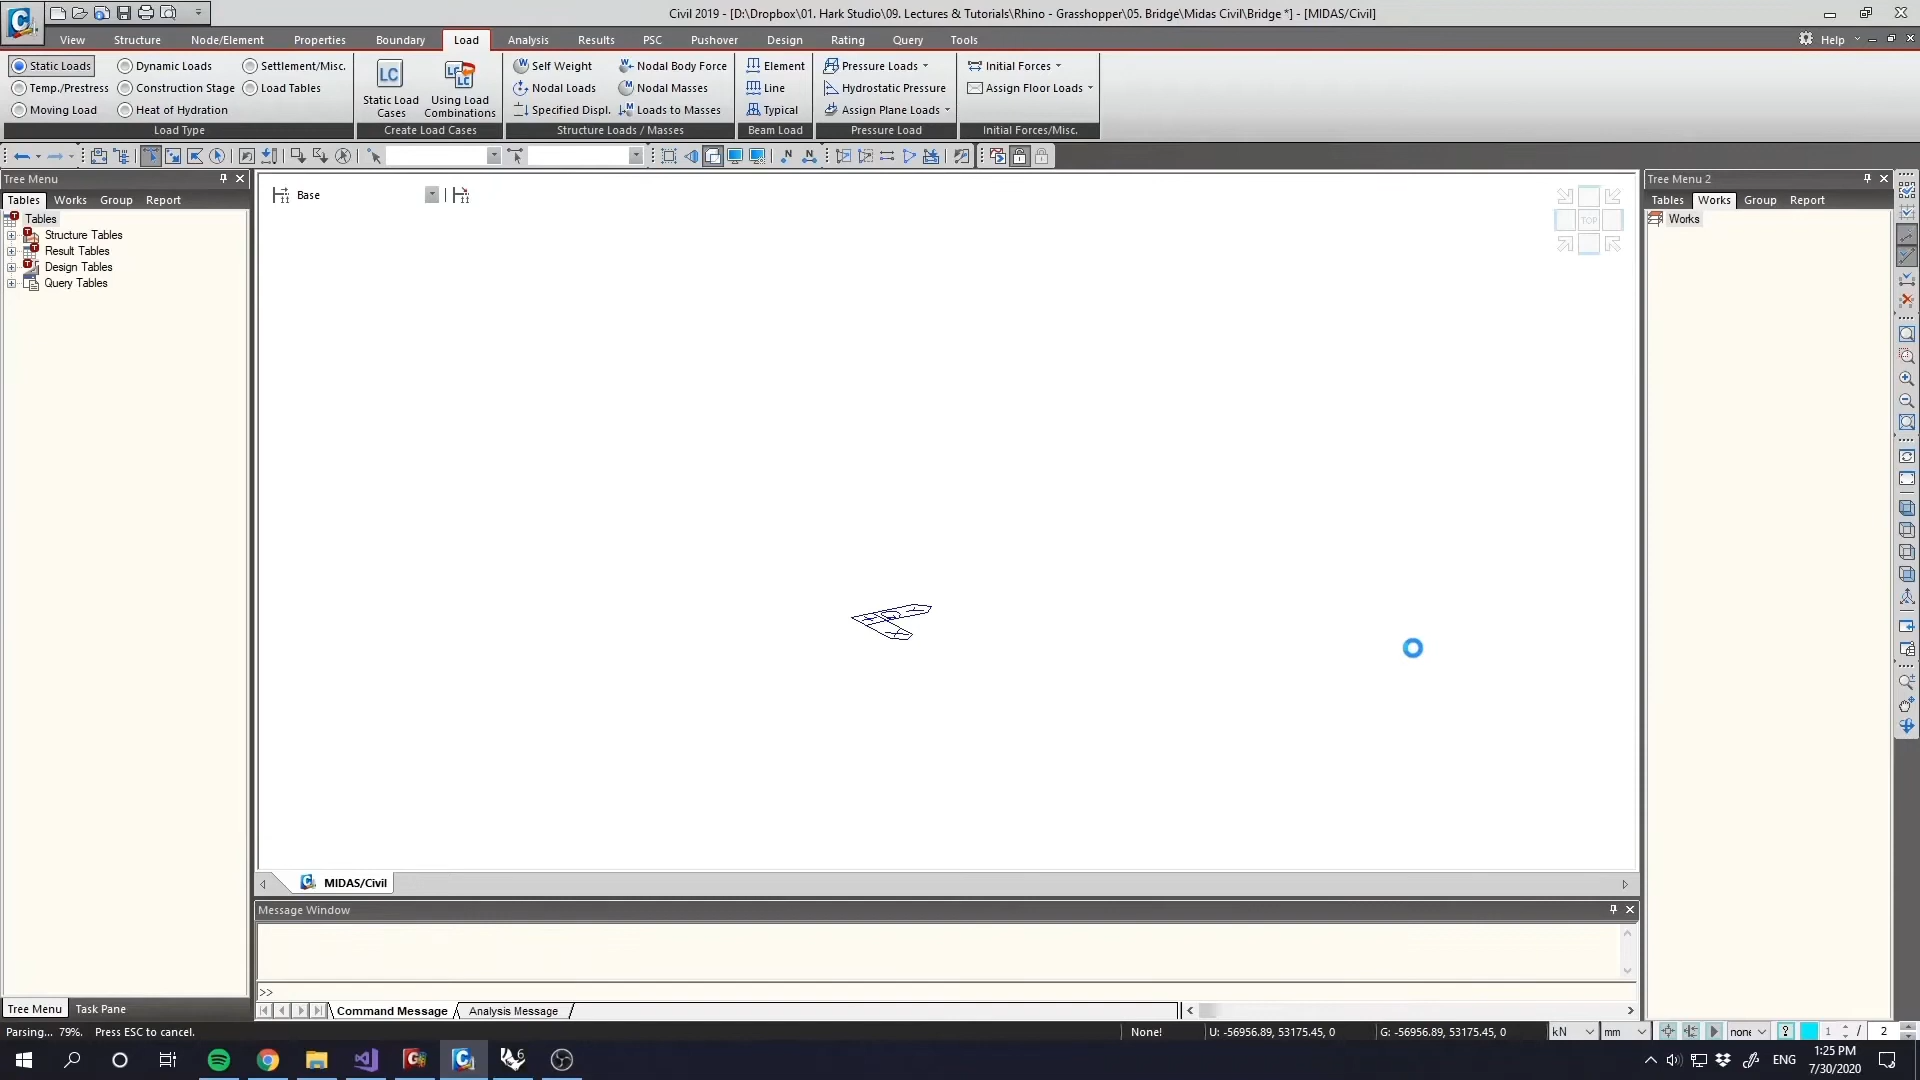 Civil 2019 - [D:\Dropbox\01. Hark Studio\09. Lectures & Tutorials\Rhino - Grasshopper\05. Bridge\Midas Civil\Bridge *] - [MIDAS/Civil]
View Structure Node/Element Properties Boundary Load Analysis Results PSC Pushover Design Rating Query Tools Help
Static Loads Dynamic Loads Settlement/Misc. Self Weight Nodal Body Force Element Pressure Loads Initial Forces
Temp./Prestress Construction Stage Load Tables Nodal Loads Nodal Masses Line Hydrostatic Pressure Assign Floor Loads
Moving Load Heat of Hydration Specified Displ. Loads to Masses Typical Assign Plane Loads
LC
Static Load Cases
LC LC
Using Load Combinations
Load Type Create Load Cases Structure Loads / Masses Beam Load Pressure Load Initial Forces/Misc.
Tree Menu
Tables Works Group Report
Tables
Structure Tables
Result Tables
Design Tables
Query Tables
Base
TOP
Tree Menu 2
Tables Works Group Report
Works
MIDAS/Civil
Message Window
>>
Command Message Analysis Message
Tree Menu Task Pane
Parsing... 79%. Press ESC to cancel. None! U: -56956.89, 53175.45, 0 G: -56956.89, 53175.45, 0 kN mm none ? 1 / 2
ENG
1:25 PM
7/30/2020